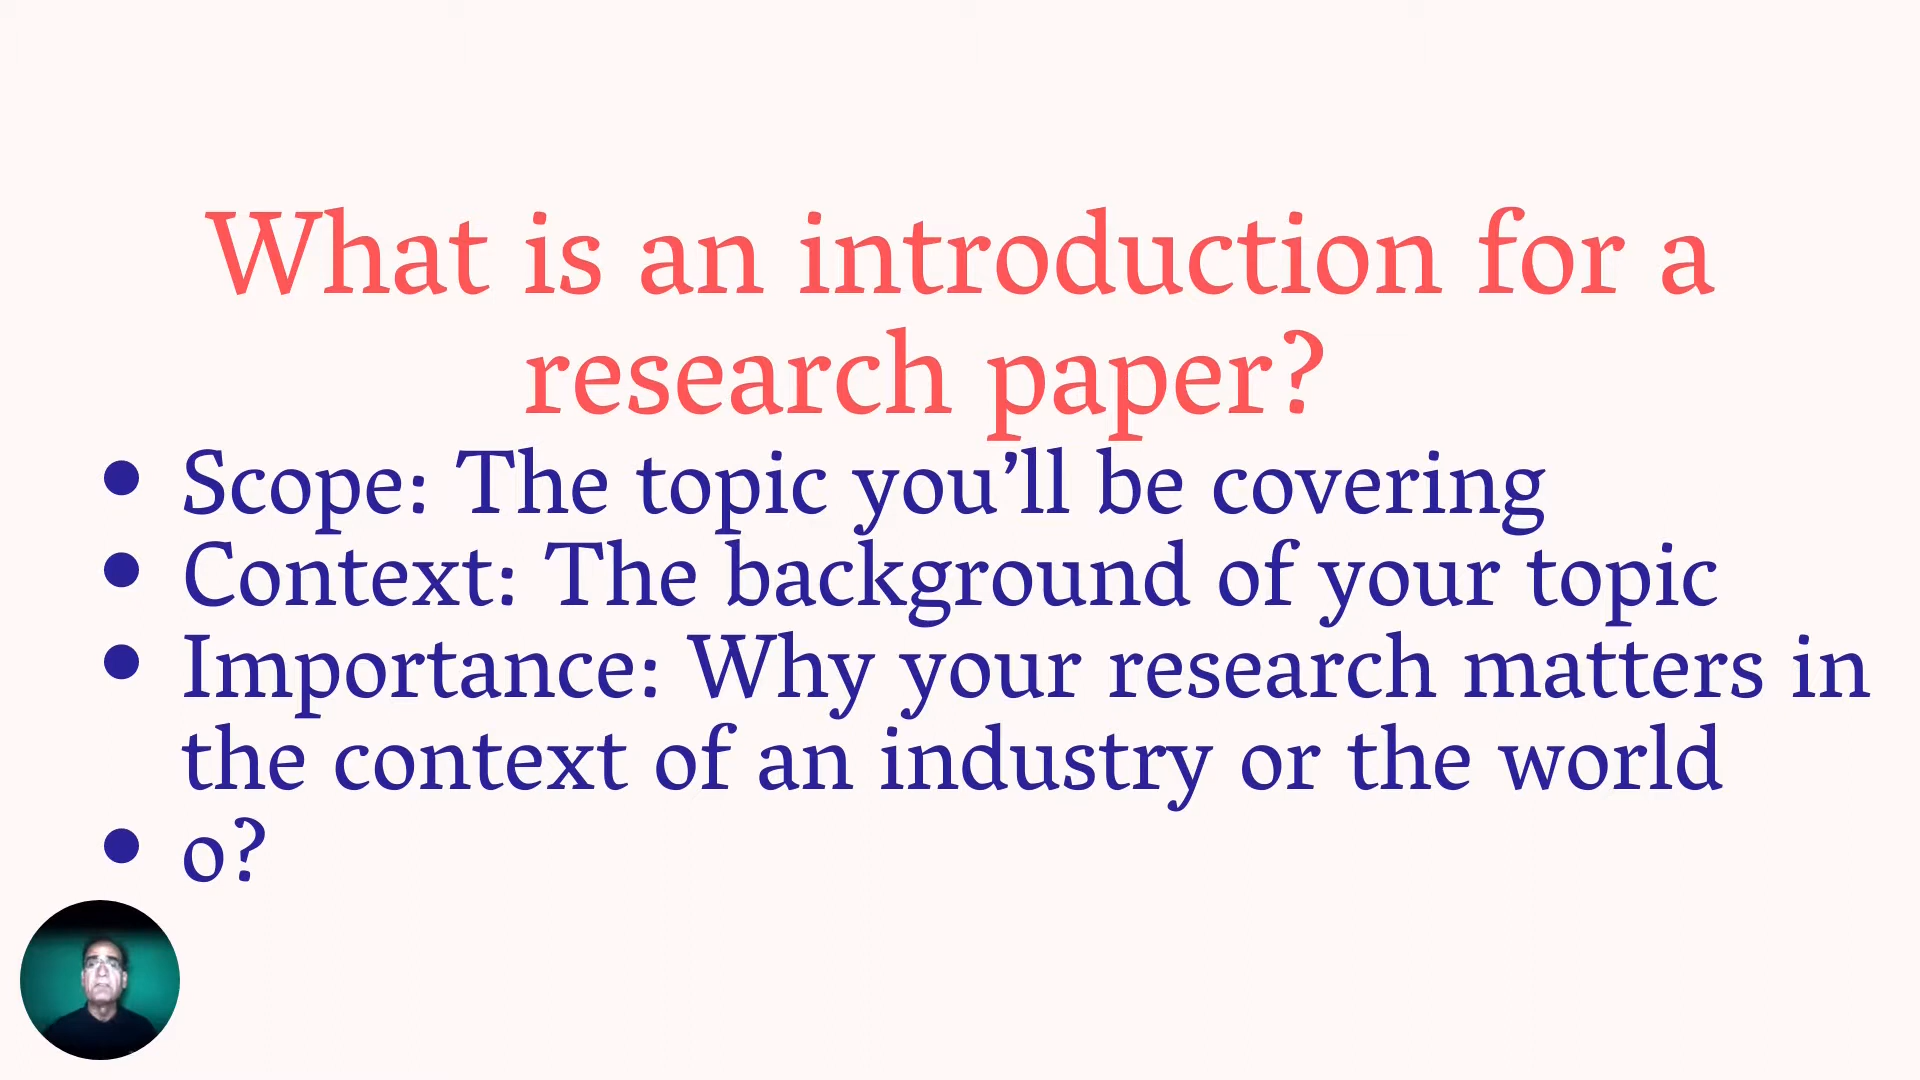 What is an introduction for a
research paper?
• Scope: The topic you’ll be covering
• Context: The background of your topic
• Importance: Why your research matters in
the context of an industry or the world
• o?